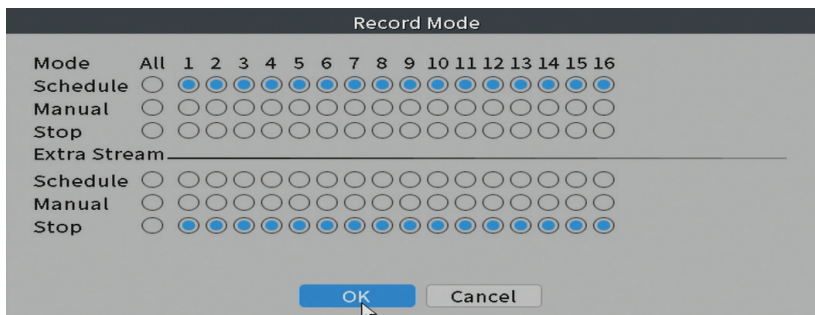 Record Mode
Mode All 1 2 3 4 5 6 7 8 9 10 11 12 13 14 15 16
Schedule
Manual
Stop
Extra Stream
Schedule
Manual
Stop
OK Cancel